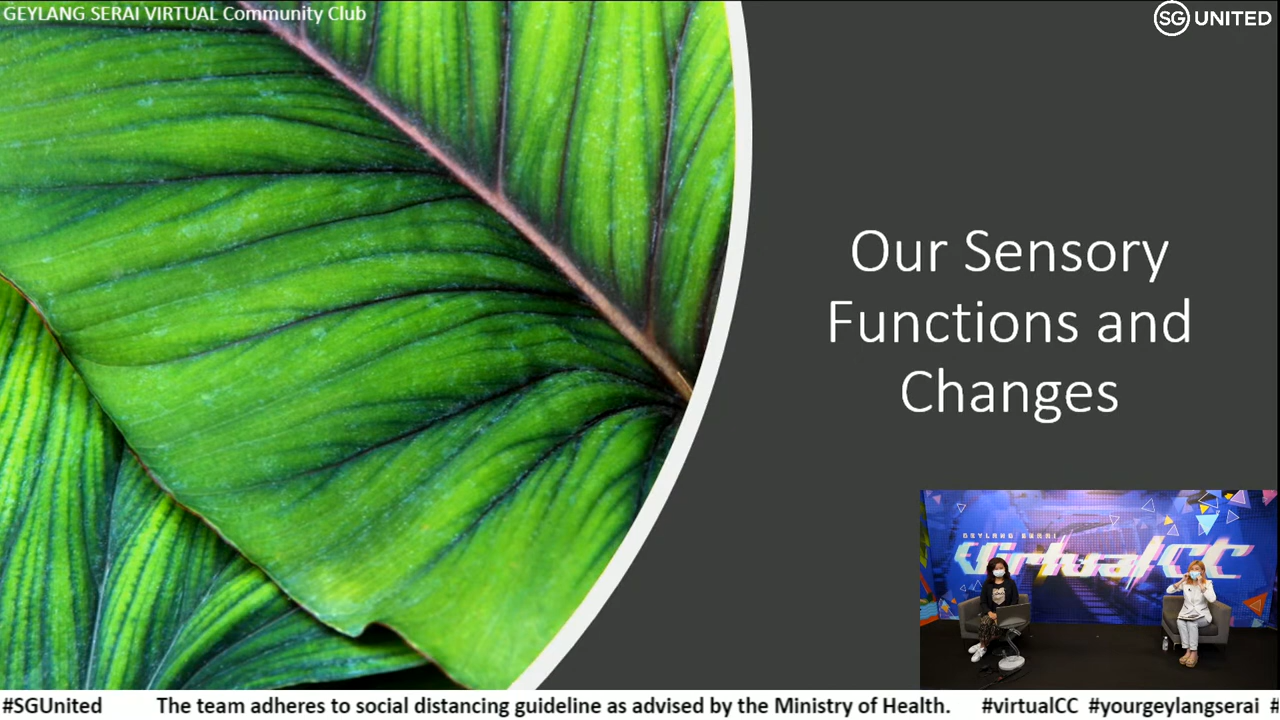 GEYLANG SERAI VIRTUAL Community Club
SG UNITED
Our Sensory
Functions and
Changes
GEYLANG SERAI
VirtualCC
#SGUnited The team adheres to social distancing guideline as advised by the Ministry of Health. #virtualCC #yourgeylangserai #